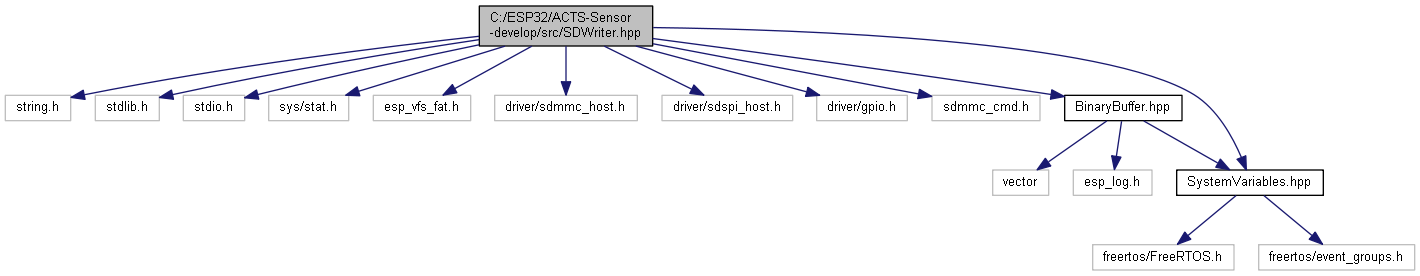 C:/ESP32/ACTS-Sensor
-develop/src/SDWriter.hpp
string.h
stdlib.h
stdio.h
sys/stat.h
esp_vfs_fat.h
driver/sdmmc_host.h
driver/sdspi_host.h
driver/gpio.h
sdmmc_cmd.h
BinaryBuffer.hpp
vector
esp_log.h
SystemVariables.hpp
freertos/FreeRTOS.h
freertos/event_groups.h